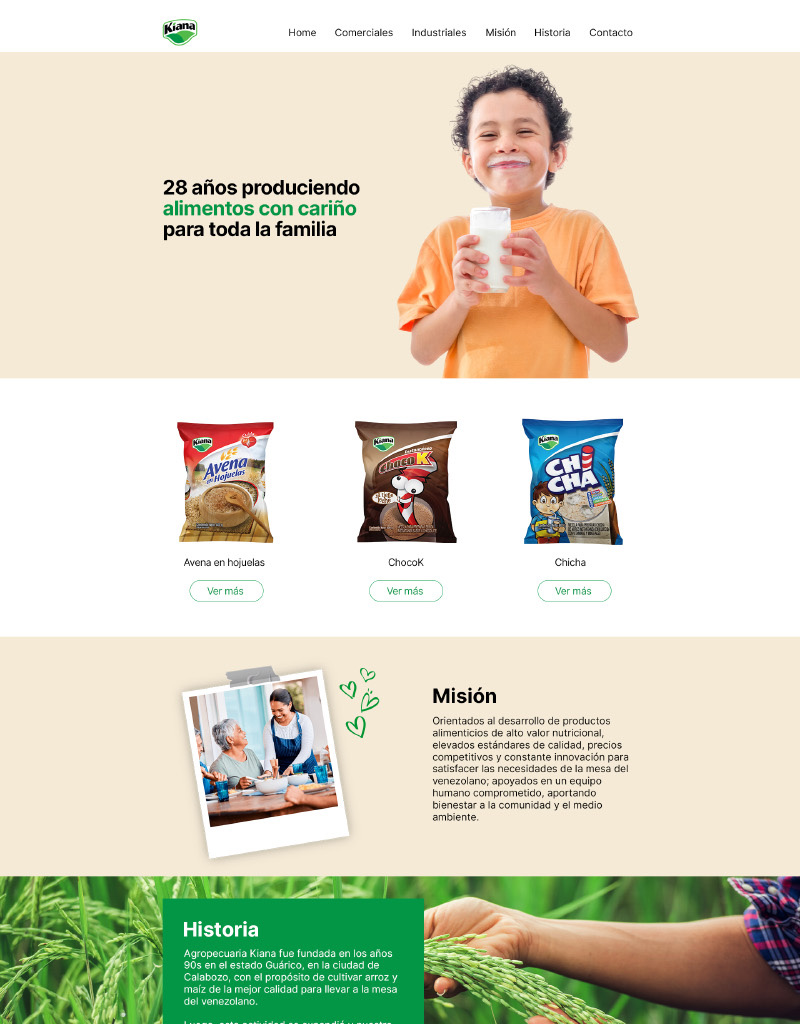 Kiana
Home Comerciales Industriales Misión Historia Contacto
28 años produciendo
alimentos con cariño
para toda la familia
Kiana
Avena
en Hojuelas
Kiana
Instantáneo
Choco K
Kiana
CHI
CHA
Avena en hojuelas
ChocoK
Chicha
Ver más
Ver más
Ver más
Misión
Orientados al desarrollo de productos
alimenticios de alto valor nutricional,
elevados estándares de calidad, precios
competitivos y constante innovación para
satisfacer las necesidades de la mesa del
venezolano; apoyados en un equipo
humano comprometido, aportando
bienestar a la comunidad y el medio
ambiente.
Historia
Agropecuaria Kiana fue fundada en los años
90s en el estado Guárico, en la ciudad de
Calabozo, con el propósito de cultivar arroz y
maíz de la mejor calidad para llevar a la mesa
del venezolano.